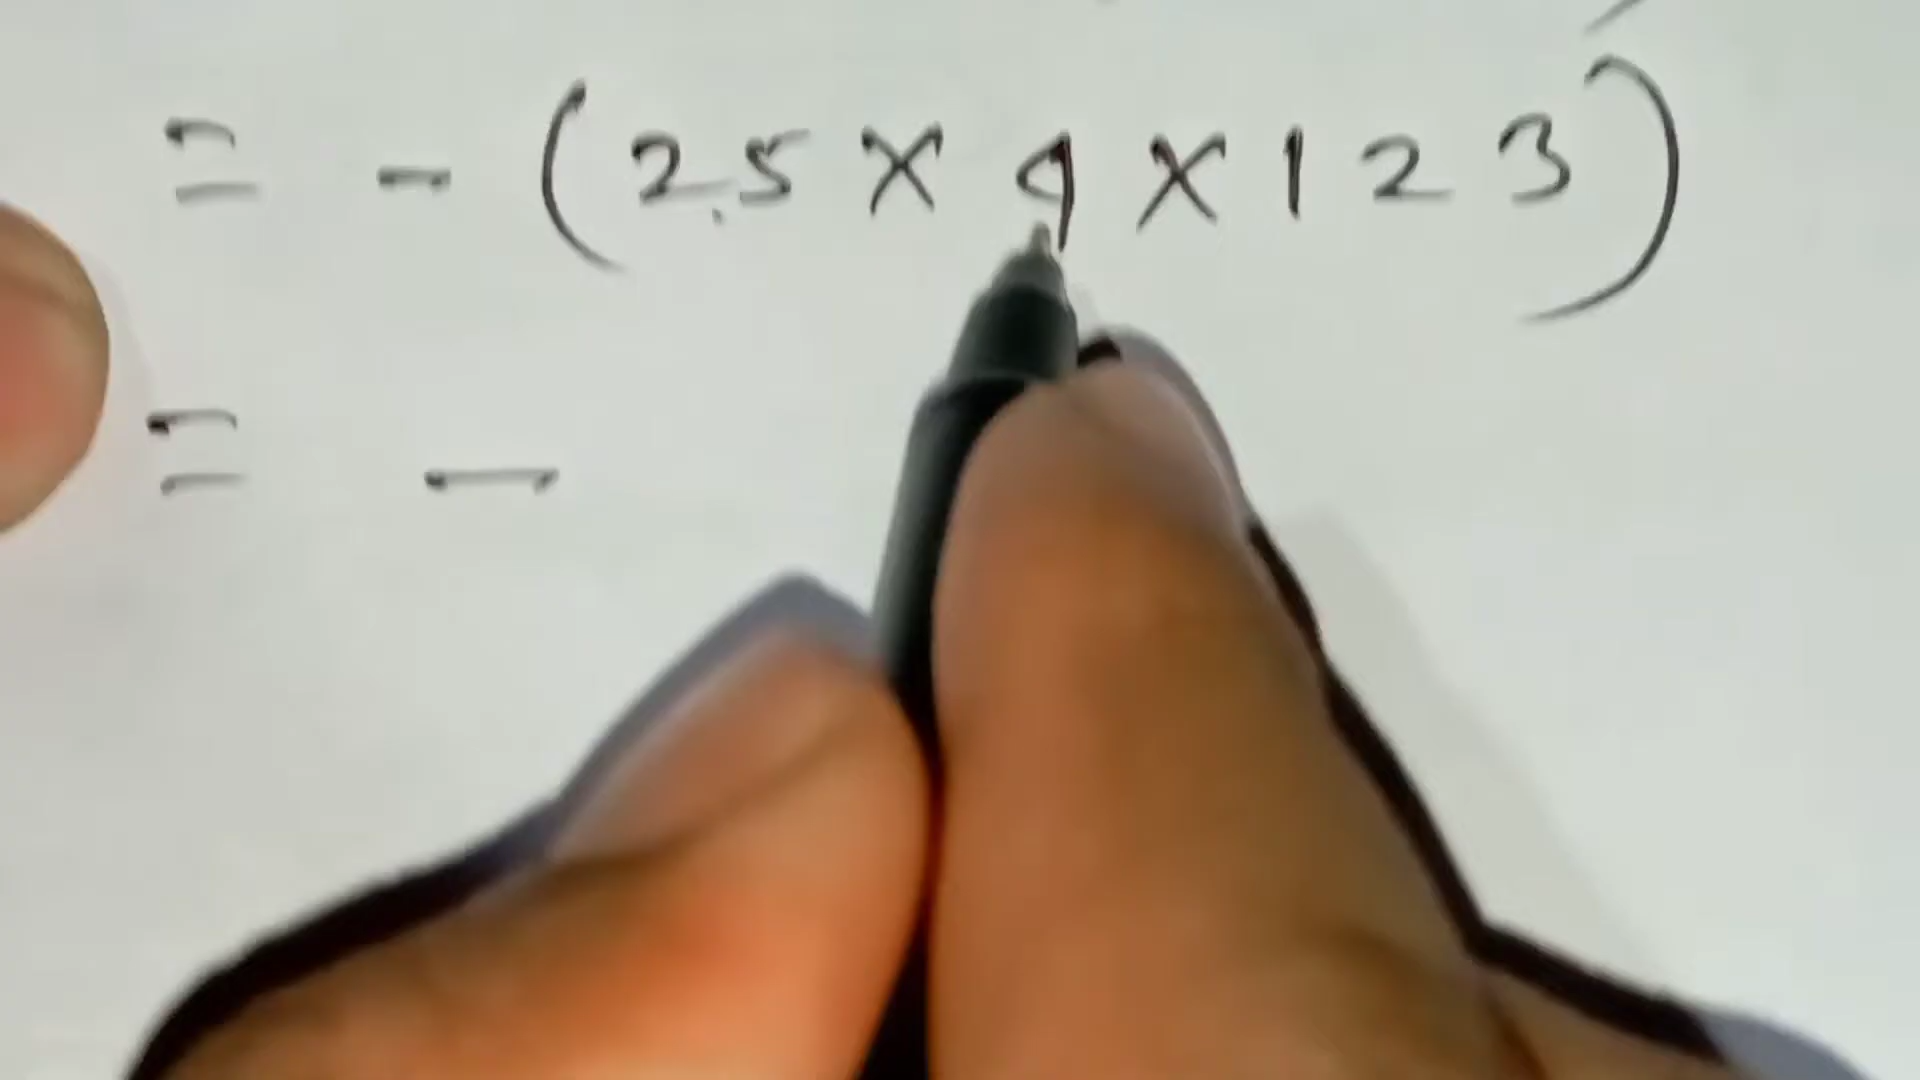 = - (25 × 4 × 123)
= -